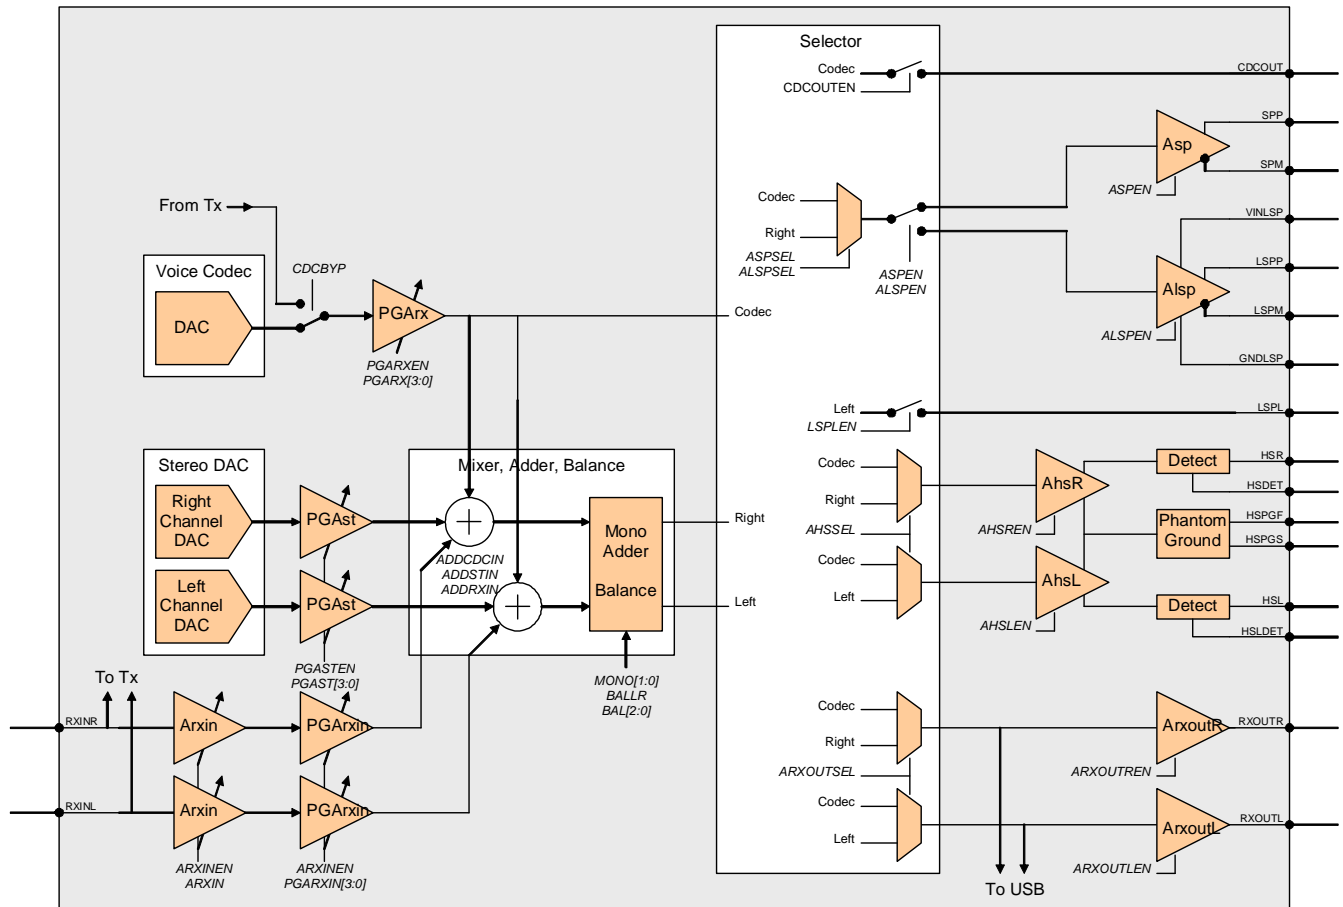 Selector
Codec
CDCOUTEN
CDCOUT
SPP
Asp
SPM
ASPEN
From Tx
Codec
Right
ASPSEL
ALSPSEL
ASPEN
ALSPEN
VINLSP
LSPP
Alsp
LSPM
ALSPEN
GNDLSP
Voice Codec
DAC
CDCBYP
PGArx
PGARXEN
PGARX[3:0]
Codec
Left
LSPLEN
LSPL
Stereo DAC
Right
Channel
DAC
Left
Channel
DAC
PGAst
PGAst
PGASTEN
PGAST[3:0]
Mixer, Adder, Balance
ADDCDCIN
ADDSTIN
ADDRXIN
Mono
Adder
Balance
MONO[1:0]
BALLR
BAL[2:0]
Right
Left
Codec
Right
AHSSEL
Codec
Left
AhsR
AHSREN
AhsL
AHSLEN
Detect
HSR
HSDET
Phantom
Ground
HSPGF
HSPGS
Detect
HSL
HSLDET
To Tx
RXINR
RXINL
Arxin
Arxin
ARXINEN
ARXIN
PGArxin
PGArxin
ARXINEN
PGARXIN[3:0]
Codec
Right
ARXOUTSEL
Codec
Left
To USB
ArxoutR
ARXOUTREN
RXOUTR
ArxoutL
ARXOUTLEN
RXOUTL